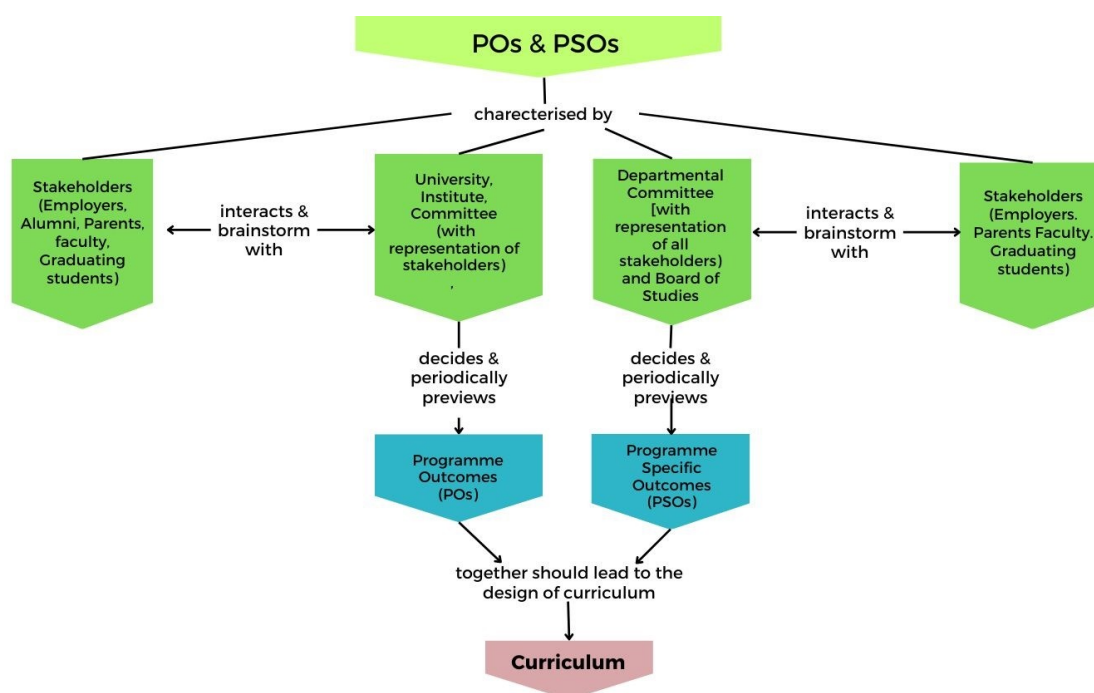 POs & PSOs
charecterised by
Stakeholders
(Employers,
Alumni, Parents,
faculty,
Graduating
students)
interacts &
brainstorm
with
University,
Institute,
Committee
(with
representation of
stakeholders)
,
Departmental
Committee
[with
representation
of all
stakeholders)
and Board of
Studies
interacts &
brainstorm
with
Stakeholders
(Employers.
Parents Faculty.
Graduating
students)
decides &
periodically
previews
decides &
periodically
previews
Programme
Outcomes
(POs)
Programme
Specific
Outcomes
(PSOs)
together should lead to the
design of curriculum
Curriculum